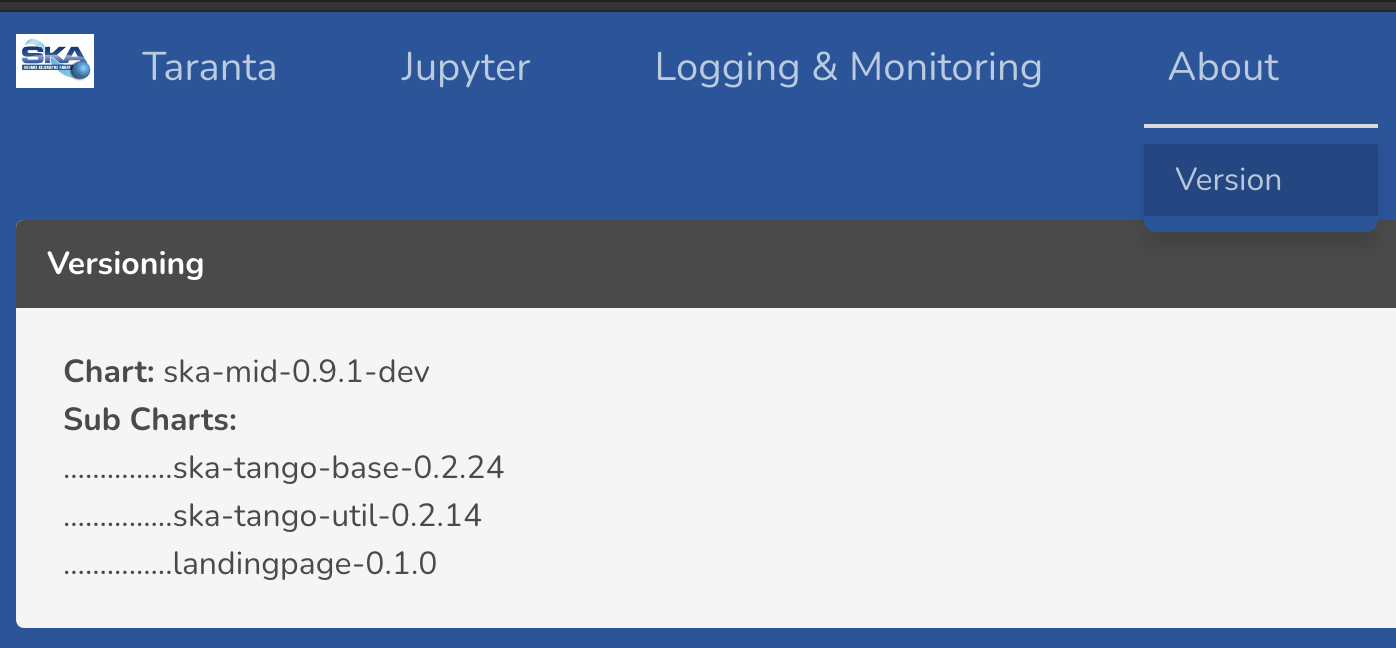 SKA
Taranta
Jupyter
Logging & Monitoring
About
Version
Versioning
Chart: ska-mid-0.9.1-dev
Sub Charts:
...............ska-tango-base-0.2.24
...............ska-tango-util-0.2.14
...............landingpage-0.1.0